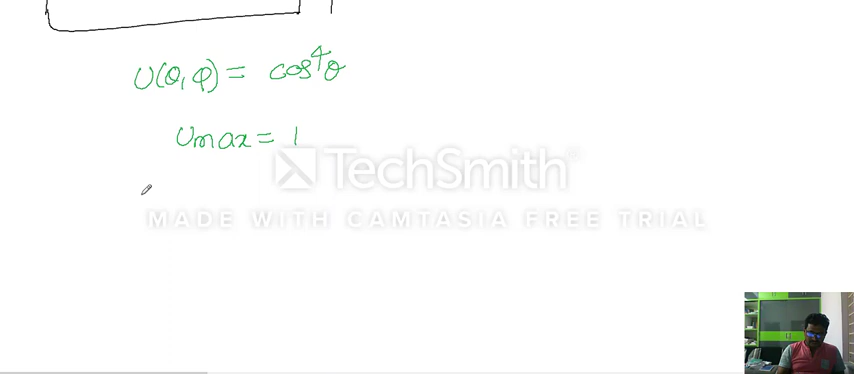 U(θ, φ) = cos⁴θ
Umax = 1
TechSmith
MADE WITH CAMTASIA FREE TRIAL